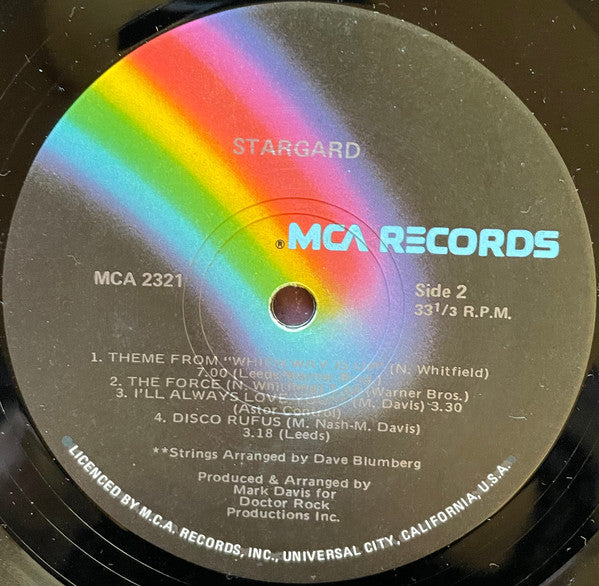 STARGARD
® MCA RECORDS
MCA 2321
Side 2
33 1/3 R.P.M.
1. THEME FROM "WHICH WAY (N. Whitfield)
7.00 (Leeds
2. THE FORCE (N. Whitfield) (Warner Bros.)
3. I'LL ALWAYS LOVE (M. Davis) 3.30
(Astor Control)
4. DISCO RUFUS (M. Nash-M. Davis)
3.18 (Leeds)
**Strings Arranged by Dave Blumberg
Produced & Arranged by
Mark Davis for
Doctor Rock
Productions Inc.
LICENCED BY M.C.A. RECORDS, INC., UNIVERSAL CITY, CALIFORNIA, U.S.A.